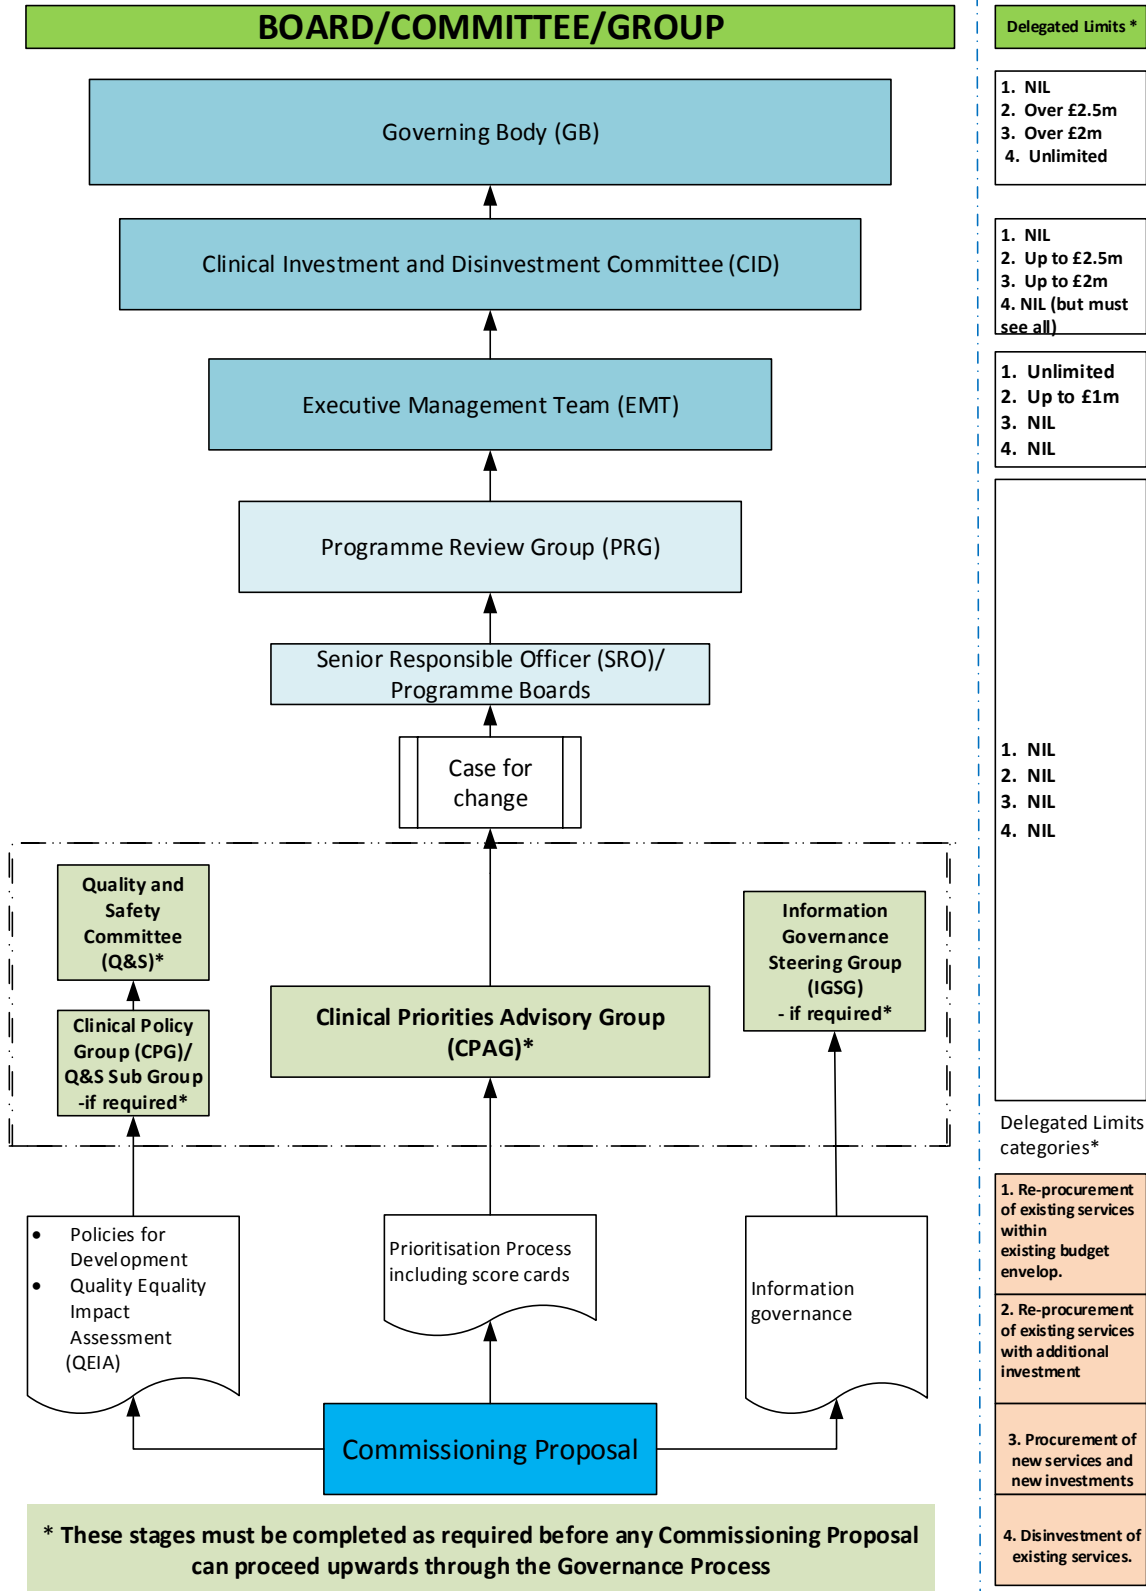 BOARD/COMMITTEE/GROUP
Delegated Limits *
Governing Body (GB)
1. NIL
2. Over £2.5m
3. Over £2m
4. Unlimited
Clinical Investment and Disinvestment Committee (CID)
1. NIL
2. Up to £2.5m
3. Up to £2m
4. NIL (but must
see all)
Executive Management Team (EMT)
1. Unlimited
2. Up to £1m
3. NIL
4. NIL
Programme Review Group (PRG)
Senior Responsible Officer (SRO)/
Programme Boards
Case for
change
1. NIL
2. NIL
3. NIL
4. NIL
Quality and
Safety
Committee
(Q&S)*
Clinical Policy
Group (CPG)/
Q&S Sub Group
-if required*
Clinical Priorities Advisory Group
(CPAG)*
Information
Governance
Steering Group
(IGSG)
- if required*
Delegated Limits
categories*
• Policies for
Development
• Quality Equality
Impact
Assessment
(QEIA)
Prioritisation Process
including score cards
Information
governance
1. Re-procurement
of existing services
within
existing budget
envelop.
2. Re-procurement
of existing services
with additional
investment
3. Procurement of
new services and
new investments
4. Disinvestment of
existing services.
Commissioning Proposal
* These stages must be completed as required before any Commissioning Proposal
can proceed upwards through the Governance Process